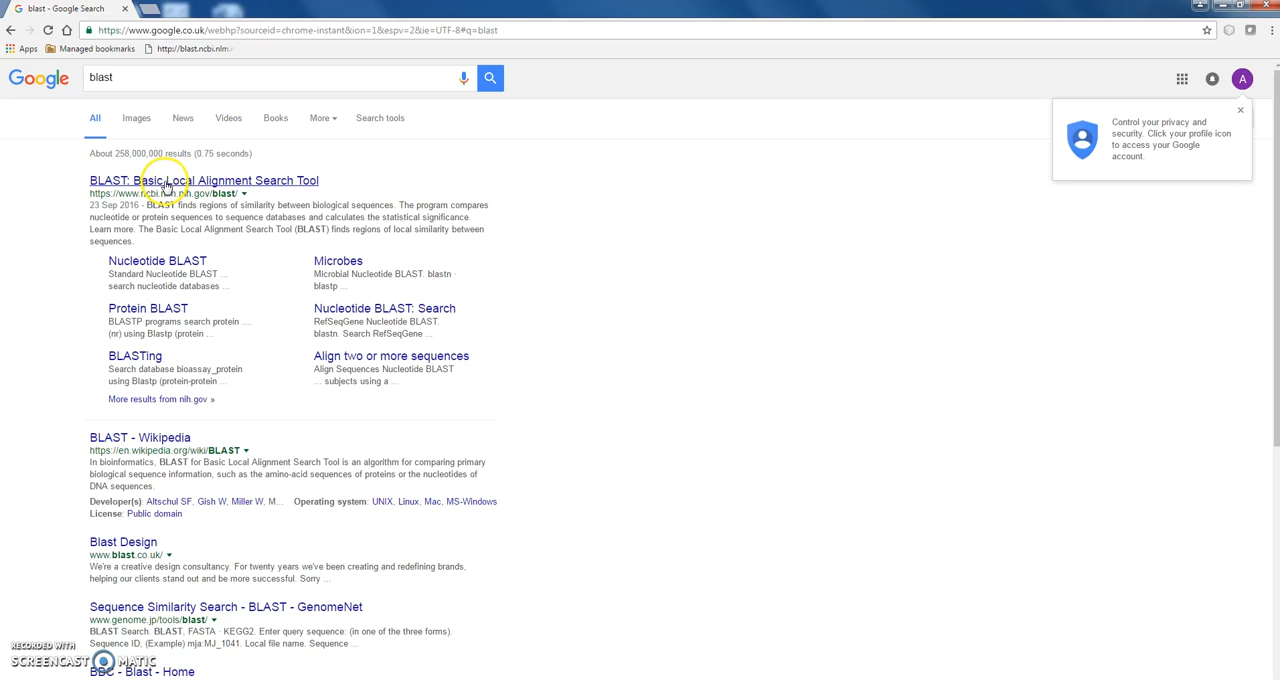 blast - Google Search
https://www.google.co.uk/webhp?sourceid=chrome-instant&ion=1&espv=2&ie=UTF-8#q=blast
Apps Managed bookmarks http://blast.ncbi.nlm.
Google blast A
All Images News Videos Books More Search tools
Control your privacy and
security. Click your profile icon
to access your Google
account.
About 258,000,000 results (0.75 seconds)
BLAST: Basic Local Alignment Search Tool
https://www.ncbi.nlm.nih.gov/blast/
23 Sep 2016 - BLAST finds regions of similarity between biological sequences. The program compares
nucleotide or protein sequences to sequence databases and calculates the statistical significance.
Learn more. The Basic Local Alignment Search Tool (BLAST) finds regions of local similarity between
sequences.
Nucleotide BLAST
Standard Nucleotide BLAST ...
search nucleotide databases ...
Microbes
Microbial Nucleotide BLAST. blastn ·
blastp ...
Protein BLAST
BLASTP programs search protein ....
(nr) using Blastp (protein ...
Nucleotide BLAST: Search
RefSeqGene Nucleotide BLAST.
blastn. Search RefSeqGene ...
BLASTing
Search database bioassay_protein
using Blastp (protein-protein ...
Align two or more sequences
Align Sequences Nucleotide BLAST
... subjects using a ...
More results from nih.gov »
BLAST - Wikipedia
https://en.wikipedia.org/wiki/BLAST
In bioinformatics, BLAST for Basic Local Alignment Search Tool is an algorithm for comparing primary
biological sequence information, such as the amino-acid sequences of proteins or the nucleotides of
DNA sequences.
Developer(s): Altschul SF, Gish W, Miller W, M... Operating system: UNIX, Linux, Mac, MS-Windows
License: Public domain
Blast Design
www.blast.co.uk/
We're a creative design consultancy. For twenty years we've been creating and redefining brands,
helping our clients stand out and be more successful. Sorry ...
Sequence Similarity Search - BLAST - GenomeNet
www.genome.jp/tools/blast/
BLAST Search. BLAST, FASTA · KEGG2. Enter query sequence: (in one of the three forms).
Sequence ID, (Example) mja:MJ_1041. Local file name. Sequence ...
BBC - Blast - Home
RECORDED WITH
SCREENCAST MATIC